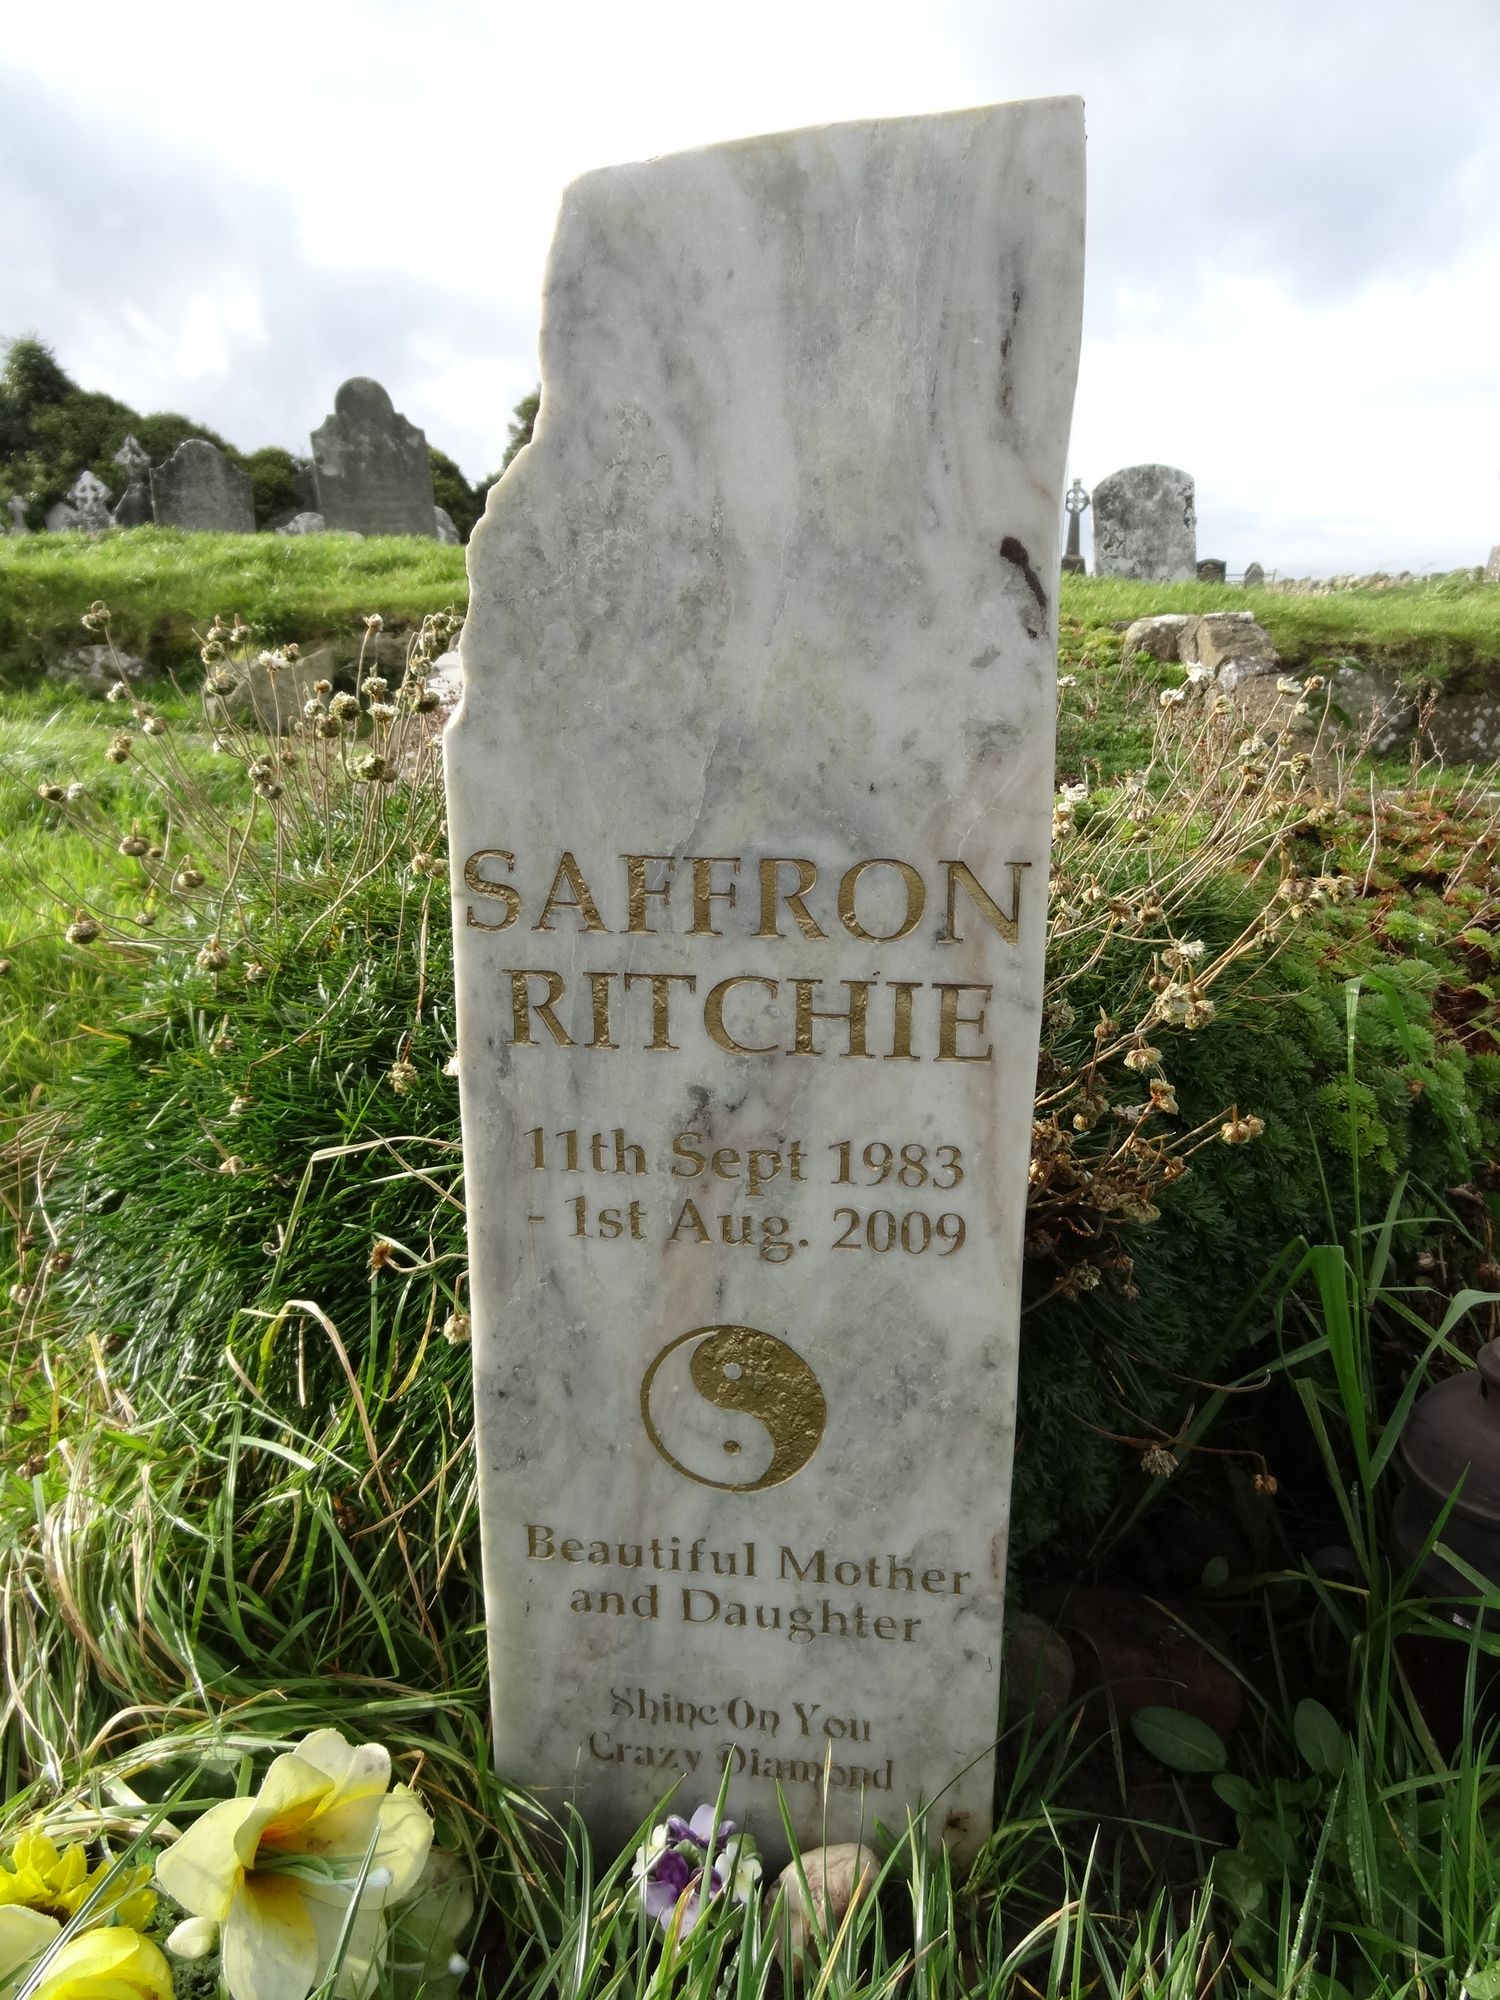 SAFFRON
RITCHIE
11th Sept 1983
- 1st Aug. 2009
Beautiful Mother
and Daughter
Shine On You
Crazy Diamond